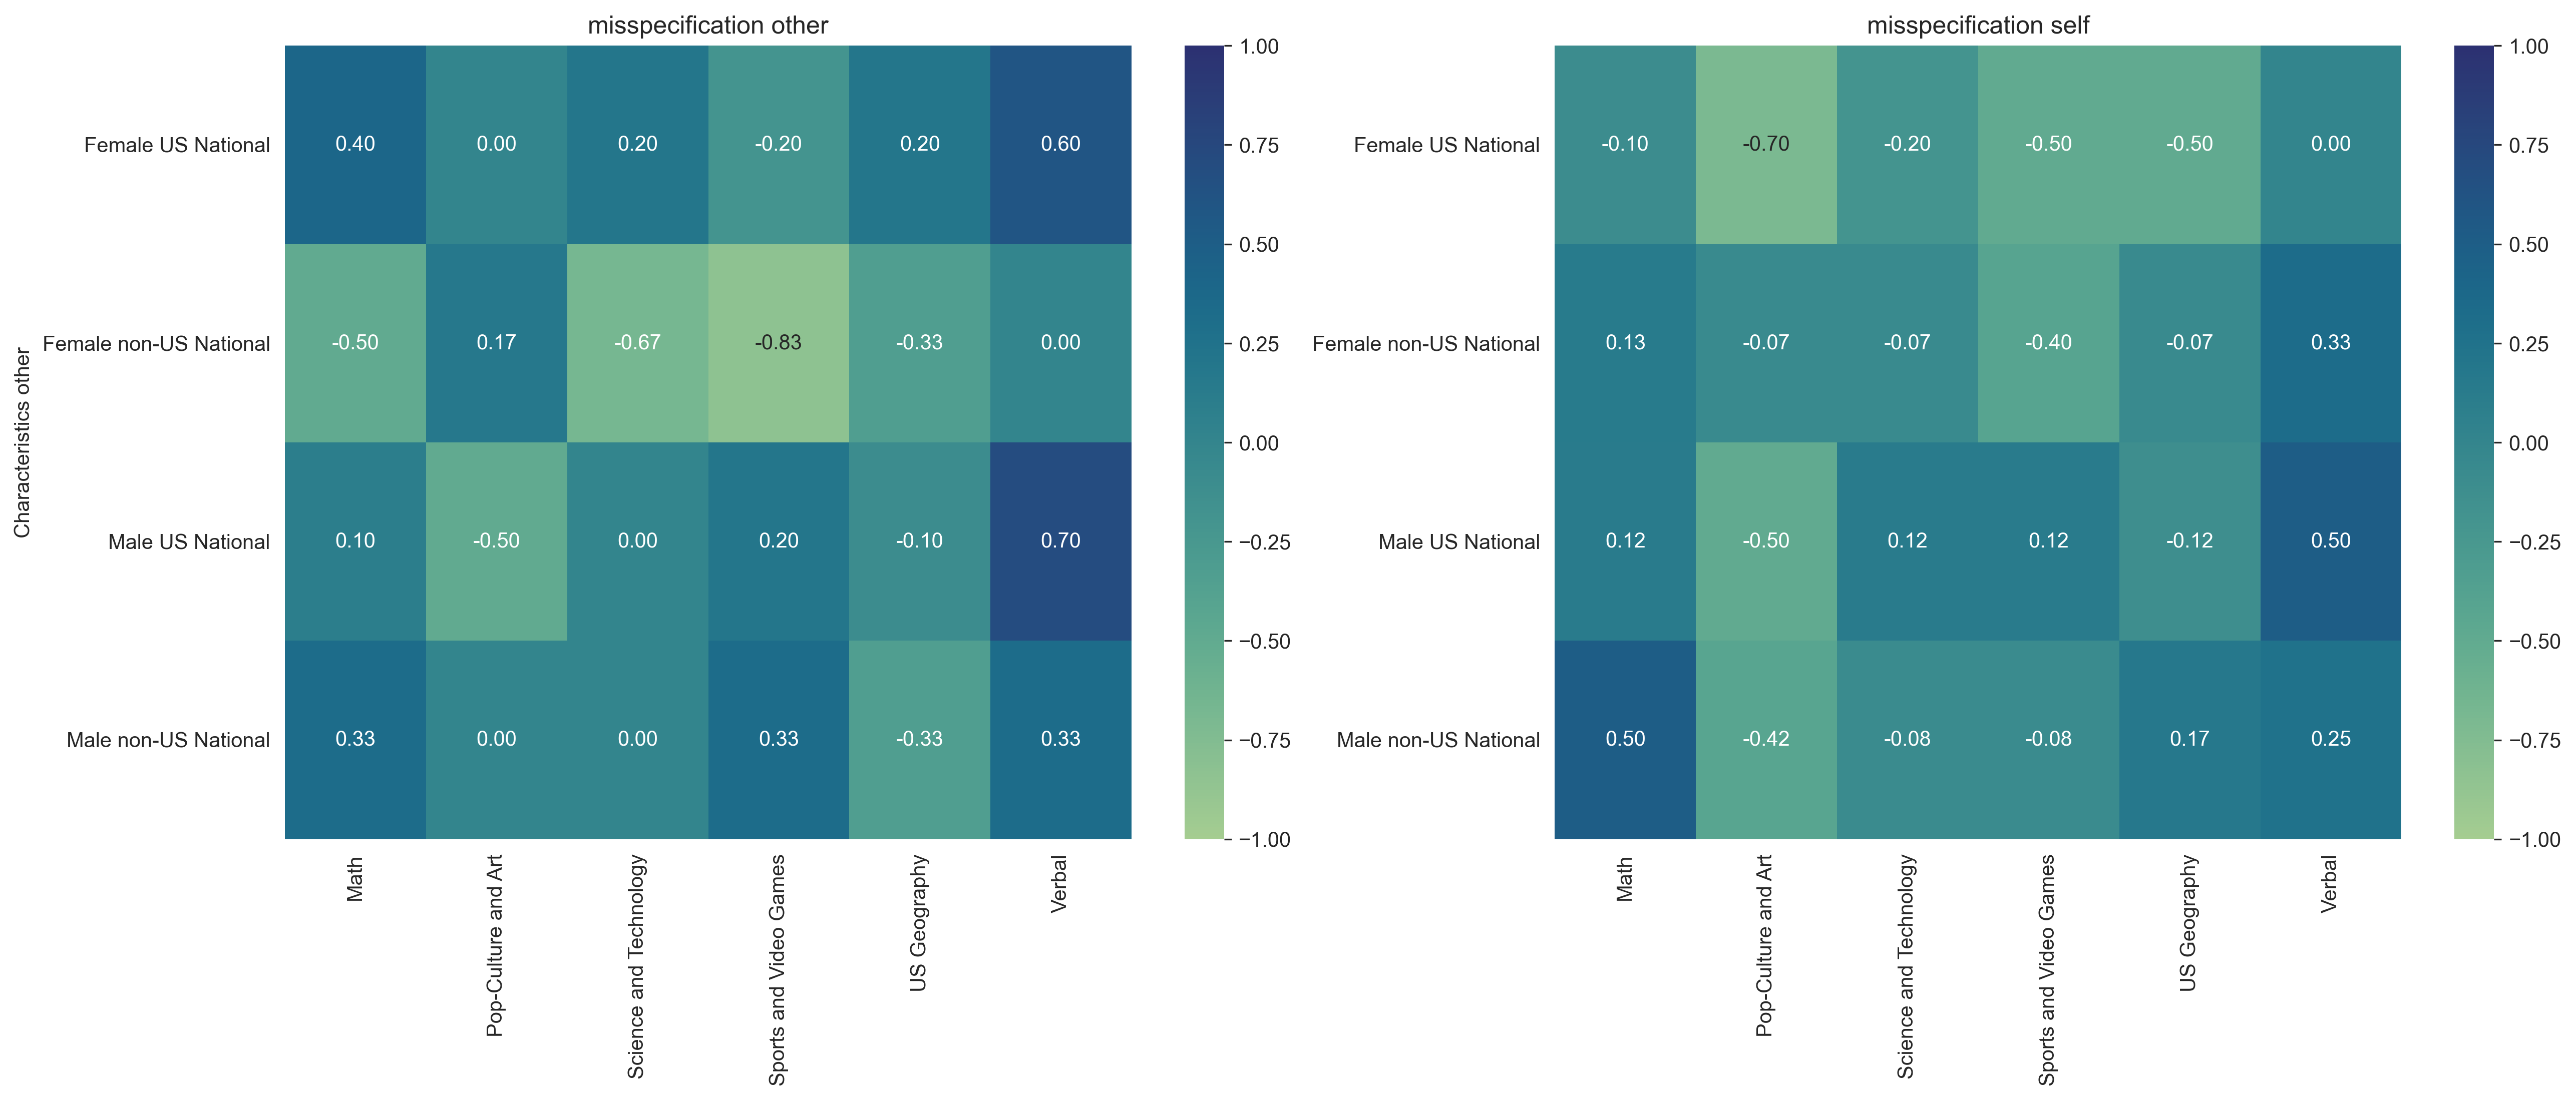 misspecification other
Characteristics other
Female US National
0.40 0.00 0.20 -0.20 0.20 0.60
Female non-US National
-0.50 0.17 -0.67 -0.83 -0.33 0.00
Male US National
0.10 -0.50 0.00 0.20 -0.10 0.70
Male non-US National
0.33 0.00 0.00 0.33 -0.33 0.33
Math
Pop-Culture and Art
Science and Technology
Sports and Video Games
US Geography
Verbal
1.00
0.75
0.50
0.25
0.00
−0.25
−0.50
−0.75
−1.00
misspecification self
Female US National
-0.10 -0.70 -0.20 -0.50 -0.50 0.00
Female non-US National
0.13 -0.07 -0.07 -0.40 -0.07 0.33
Male US National
0.12 -0.50 0.12 0.12 -0.12 0.50
Male non-US National
0.50 -0.42 -0.08 -0.08 0.17 0.25
Math
Pop-Culture and Art
Science and Technology
Sports and Video Games
US Geography
Verbal
1.00
0.75
0.50
0.25
0.00
−0.25
−0.50
−0.75
−1.00